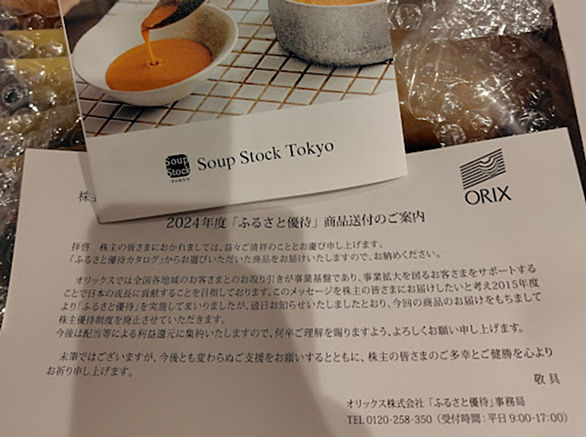 Soup
Stock
TOKYO
Soup Stock Tokyo
ORIX
株主
2024年度「ふるさと優待」商品送付のご案内
拝啓 株主の皆さまにおかれましては、益々ご清祥のこととお慶び申し上げます。
「ふるさと優待カタログ」からお選びいただいた商品をお届けいたしますので、お納めください。
オリックスでは全国各地域のお客さまとのお取り引きが事業基盤であり、事業拡大を図るお客さまをサポートする
ことで日本の成長に貢献することを目指しております。このメッセージを株主の皆さまにお届けしたいと考え2015年度
より「ふるさと優待」を実施してまいりましたが、過日お知らせいたしましたとおり、今回の商品のお届けをもちまして
株主優待制度を廃止させていただきます。
今後は配当等による利益還元に集約いたしますので、何卒ご理解を賜りますよう、よろしくお願い申し上げます。
末筆ではございますが、今後とも変わらぬご支援をお願いするとともに、株主の皆さまのご多幸とご健勝を心より
お祈り申し上げます。
敬具
オリックス株式会社「ふるさと優待」事務局
TEL 0120-258-350（受付時間：平日 9:00-17:00）